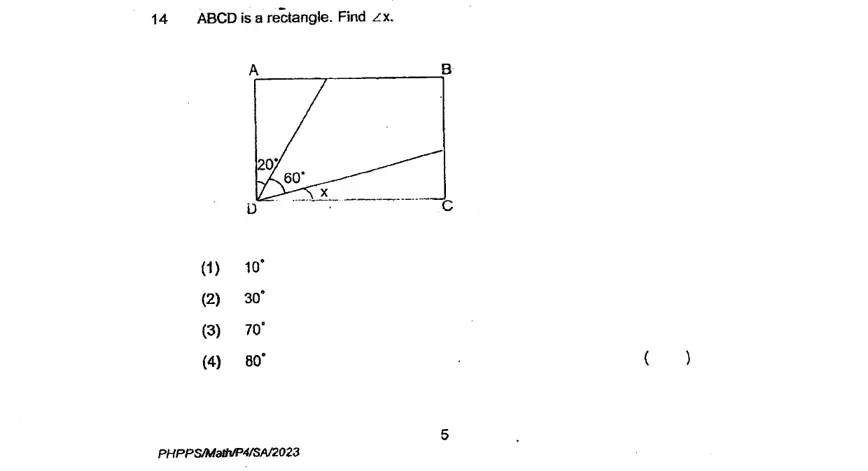 14 ABCD is a rectangle. Find ∠x.
A B
20°
60°
x
D C
(1) 10°
(2) 30°
(3) 70°
(4) 80°
( )
5
PHPPS/Math/P4/SA/2023